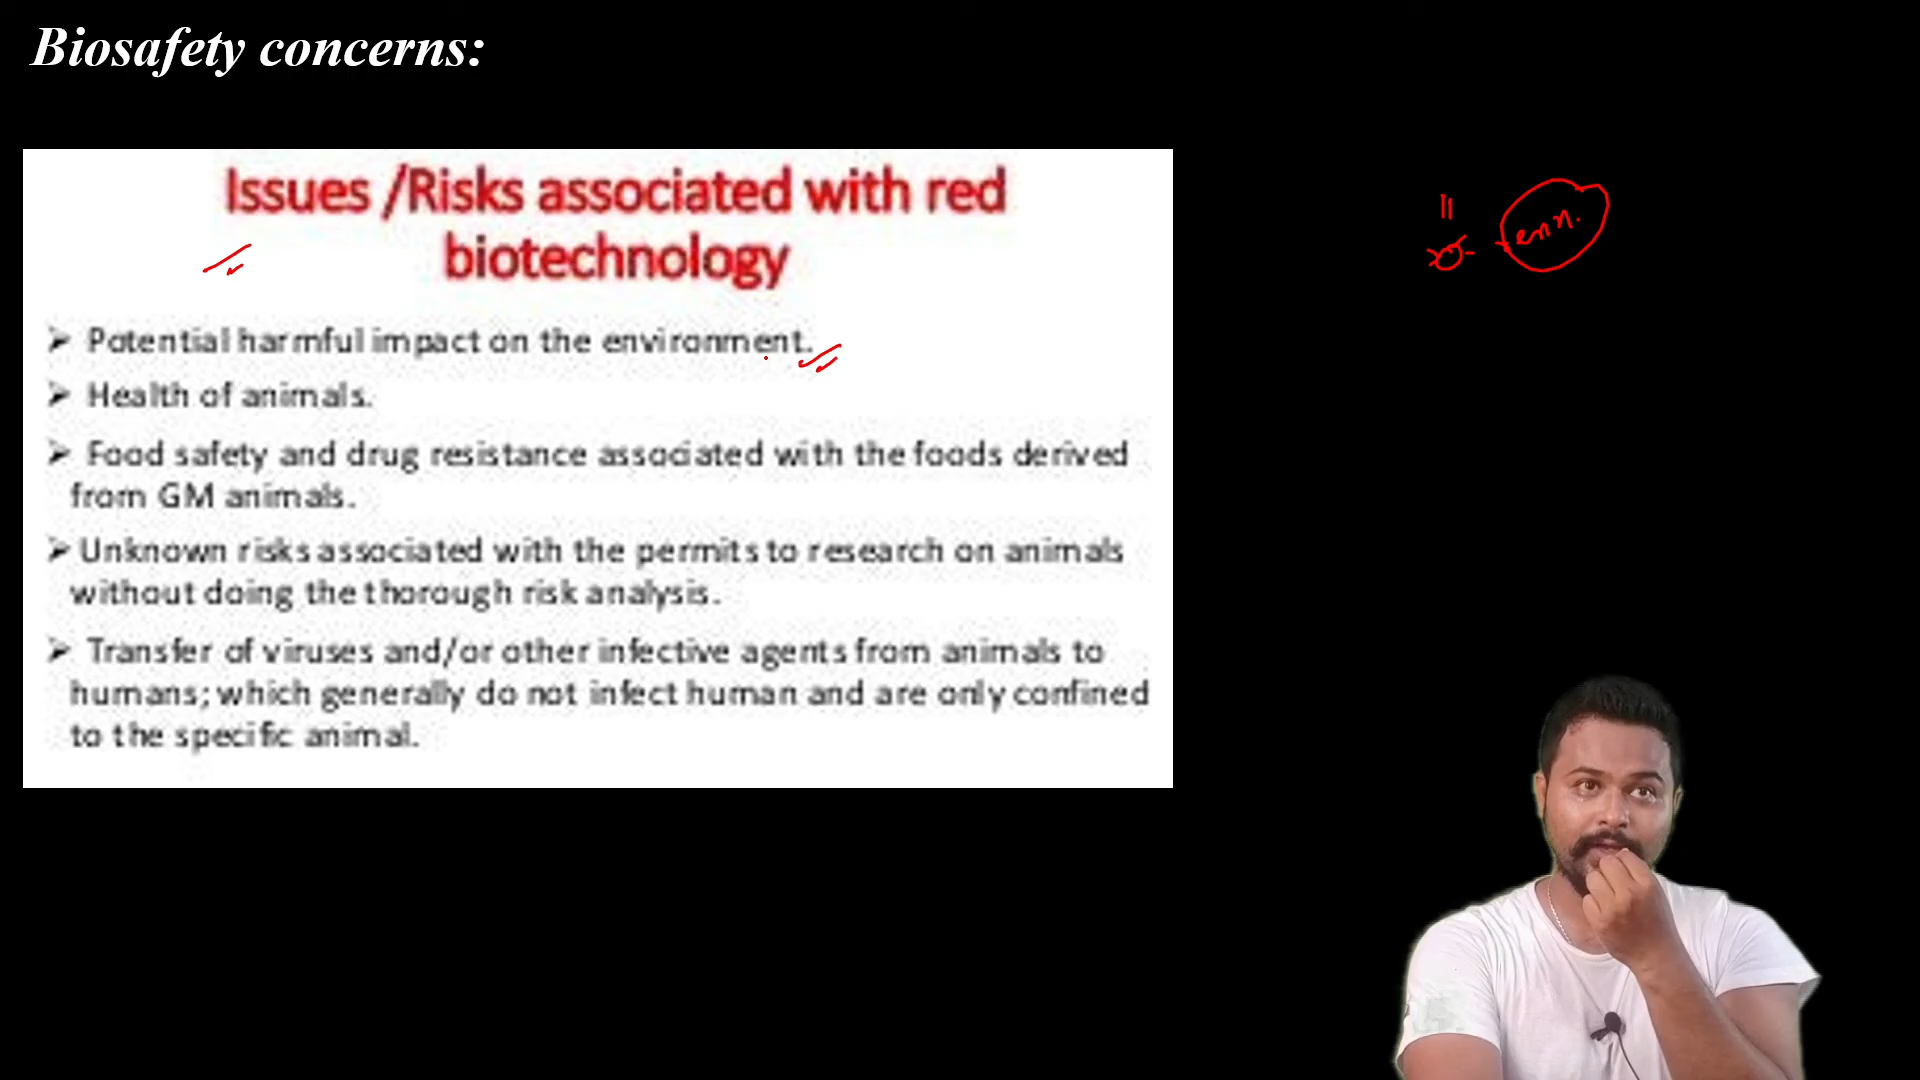 Biosafety concerns:
Issues /Risks associated with red
biotechnology
➢ Potential harmful impact on the environment.
➢ Health of animals.
➢ Food safety and drug resistance associated with the foods derived
from GM animals.
➢ Unknown risks associated with the permits to research on animals
without doing the thorough risk analysis.
➢ Transfer of viruses and/or other infective agents from animals to
humans; which generally do not infect human and are only confined
to the specific animal.